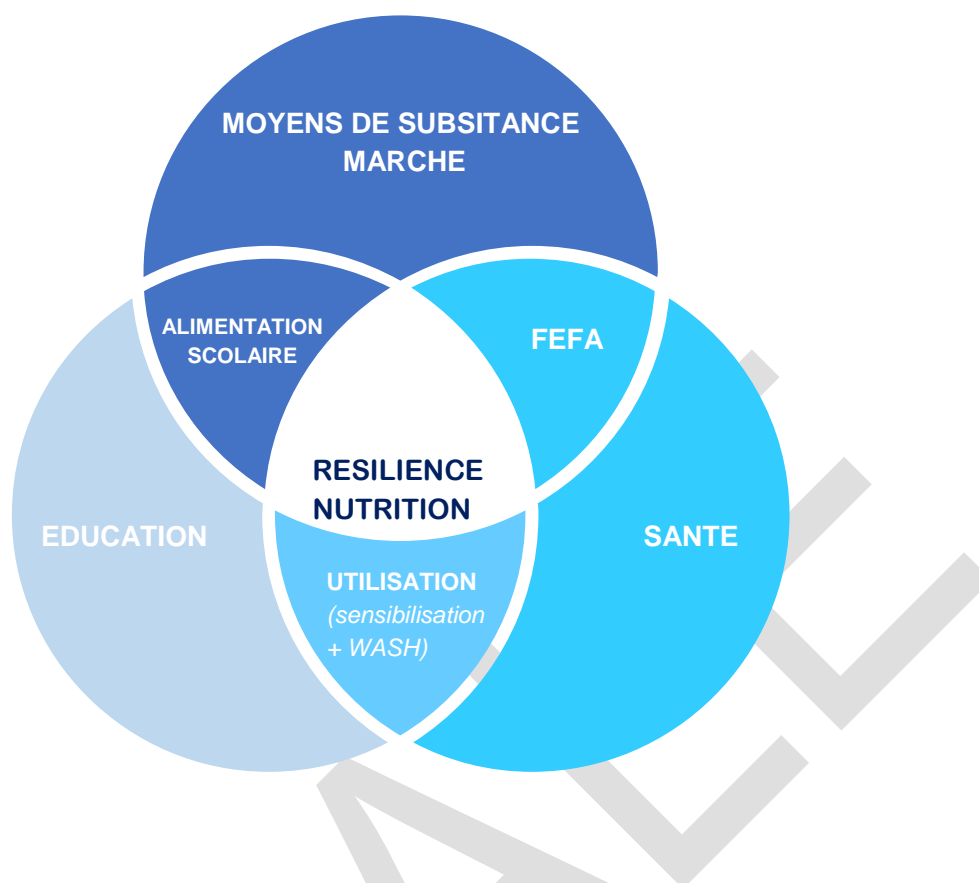 MOYENS DE SUBSITANCE
MARCHE
ALIMENTATION
SCOLAIRE
FEFA
RESILIENCE
NUTRITION
EDUCATION
SANTE
UTILISATION
(sensibilisation
+ WASH)